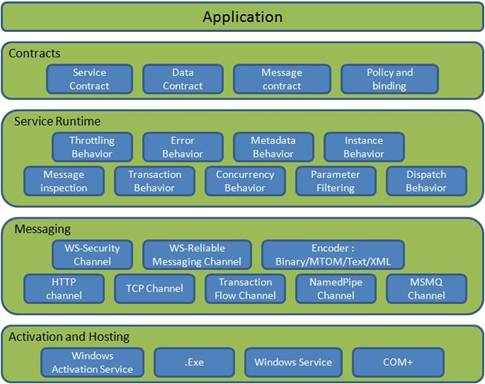 Application
Contracts
Service
Contract
Data
Contract
Message
contract
Policy and
binding
Service Runtime
Throttling
Behavior
Error
Behavior
Metadata
Behavior
Instance
Behavior
Message
inspection
Transaction
Behavior
Concurrency
Behavior
Parameter
Filtering
Dispatch
Behavior
Messaging
WS-Security
Channel
WS-Reliable
Messaging Channel
Encoder :
Binary/MTOM/Text/XML
HTTP
channel
TCP Channel
Transaction
Flow Channel
NamedPipe
Channel
MSMQ
Channel
Activation and Hosting
Windows
Activation Service
.Exe
Windows Service
COM+